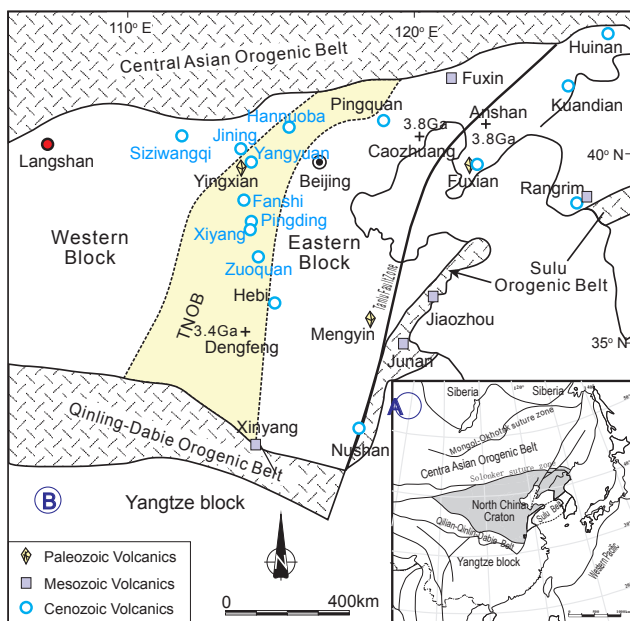 110° E
120° E
Central Asian Orogenic Belt
Huinan
Fuxin
Kuandian
Pingquan
Anshan
3.8Ga
3.8Ga
Caozhuang
Hannuoba
Jining
Siziwangqi
Langshan
Yangyuan
Yingxian
Beijing
Fuxian
40° N
Rangrim
Fanshi
Pingding
Xiyang
Western
Block
Eastern
Block
Zuoquan
Sulu
Orogenic Belt
TanLu Fault Zone
Hebi
TNOB
3.4Ga
Dengfeng
Mengyin
Jiaozhou
35° N
Junan
Qinling-Dabie Orogenic Belt
Xinyang
Nushan
B
Yangtze block
N
Paleozoic Volcanics
Mesozoic Volcanics
Cenozoic Volcanics
0
400km
A
Siberia
Siberia
Mongol-Okhotsk suture zone
Centra Asian Orogenic Belt
Solonker suture zone
North China
Craton
Sulu Belt
Qilian-Qinlin-Dabie Belt
Yangtze block
Western Pacific